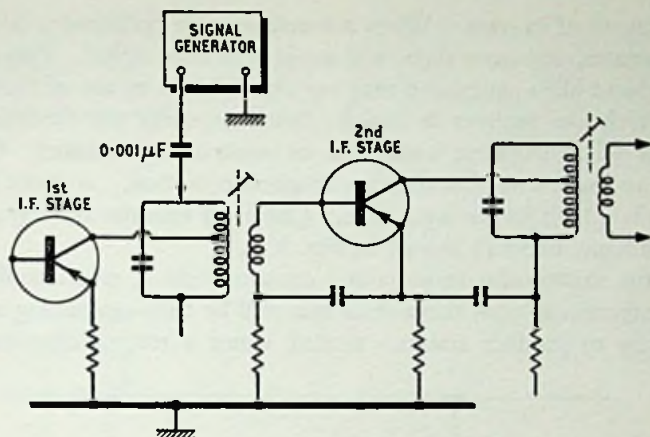 SIGNAL
GENERATOR
0·001µF
1st
I.F. STAGE
2nd
I.F. STAGE